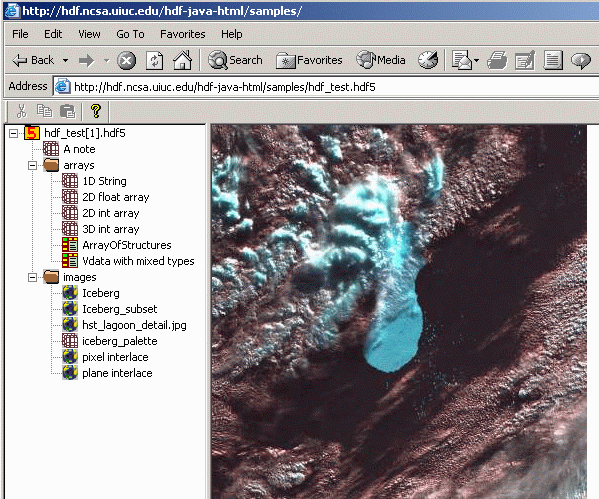 http://hdf.ncsa.uiuc.edu/hdf-java-html/samples/
File Edit View Go To Favorites Help
Back Search Favorites Media
Address http://hdf.ncsa.uiuc.edu/hdf-java-html/samples/hdf_test.hdf5
hdf_test[1].hdf5
A note
arrays
1D String
2D float array
2D int array
3D int array
ArrayOfStructures
Vdata with mixed types
images
Iceberg
Iceberg_subset
hst_lagoon_detail.jpg
iceberg_palette
pixel interlace
plane interlace